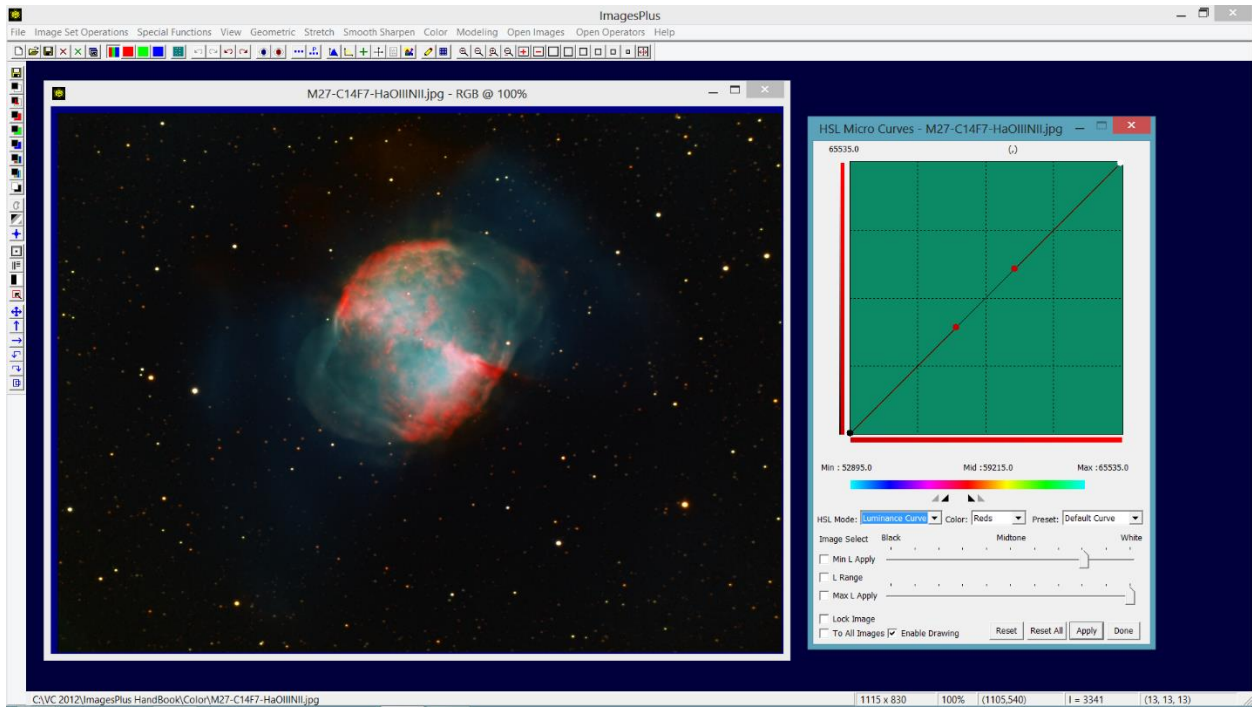 ImagesPlus
File Image Set Operations Special Functions View Geometric Stretch Smooth Sharpen Color Modeling Open Images Open Operators Help
M27-C14F7-HaOIIINII.jpg - RGB @ 100%
HSL Micro Curves - M27-C14F7-HaOIIINII.jpg
65535.0 (,)
Min : 52895.0 Mid :59215.0 Max :65535.0
HSL Mode: Luminance Curve Color: Reds Preset: Default Curve
Image Select Black Midtone White
Min L Apply
L Range
Max L Apply
Lock Image
To All Images Enable Drawing Reset Reset All Apply Done
C:\VC 2012\ImagesPlus HandBook\Color\M27-C14F7-HaOIIINII.jpg 1115 x 830 100% (1105,540) I = 3341 (13, 13, 13)